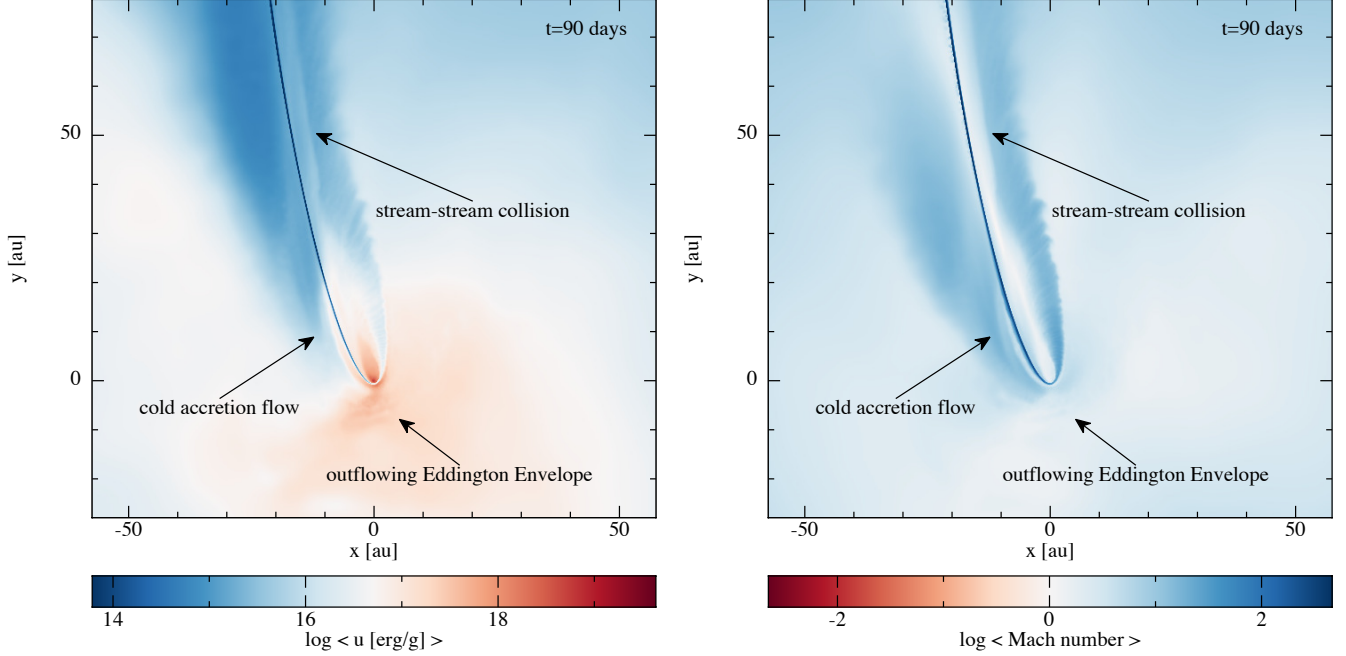 t=90 days
50
stream-stream collision
y [au]
0
cold accretion flow
outflowing Eddington Envelope
-50
0
50
x [au]
14
16
18
log < u [erg/g] >
t=90 days
50
stream-stream collision
y [au]
0
cold accretion flow
outflowing Eddington Envelope
-50
0
50
x [au]
-2
0
2
log < Mach number >